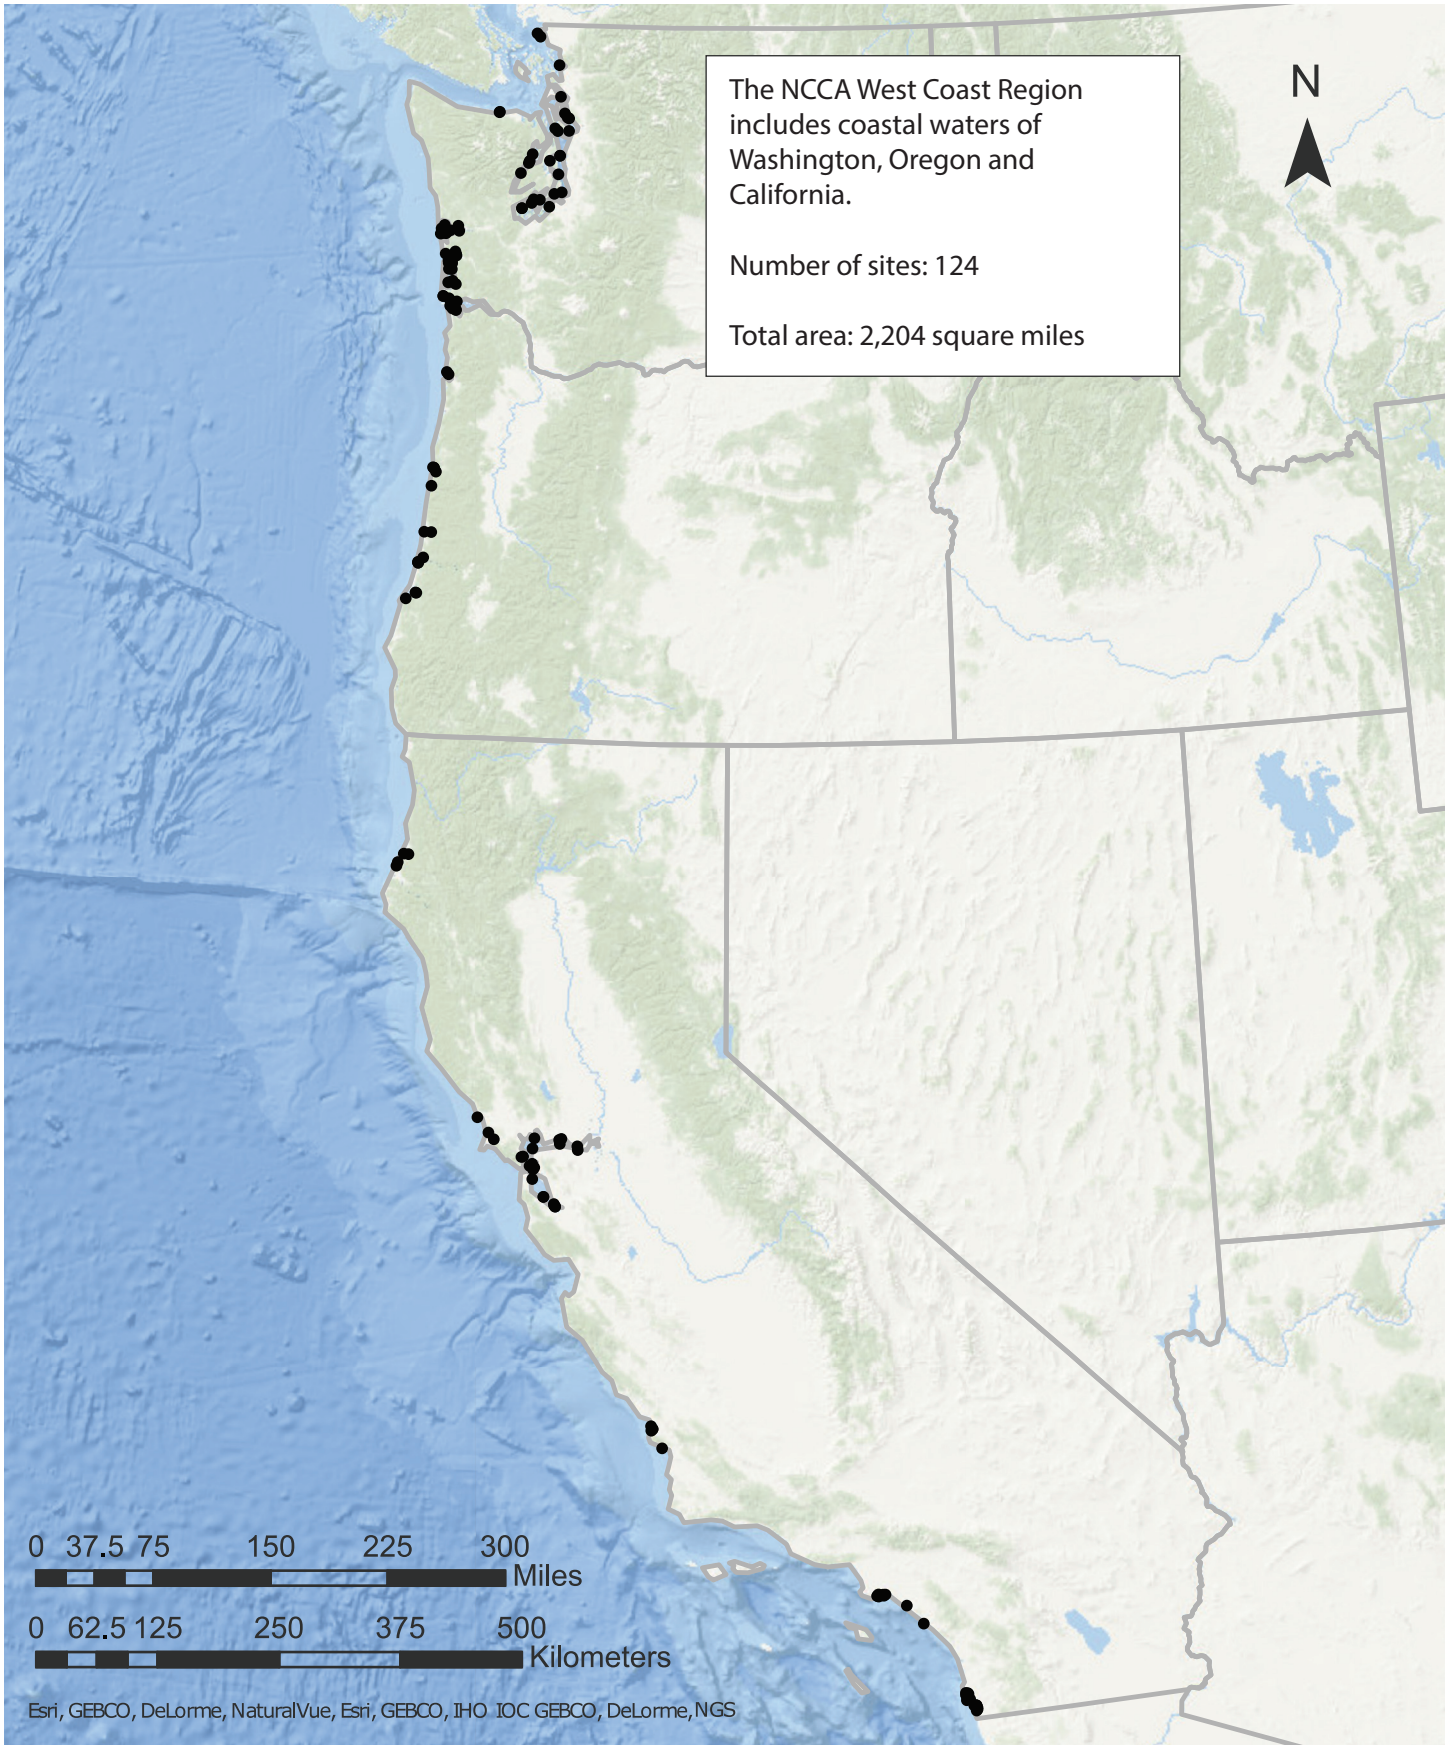 The NCCA West Coast Region
includes coastal waters of
Washington, Oregon and
California.
Number of sites: 124
Total area: 2,204 square miles
N
0 37.5 75 150 225 300
Miles
0 62.5 125 250 375 500
Kilometers
Esri, GEBCO, DeLorme, NaturalVue, Esri, GEBCO, IHO IOC GEBCO, DeLorme, NGS